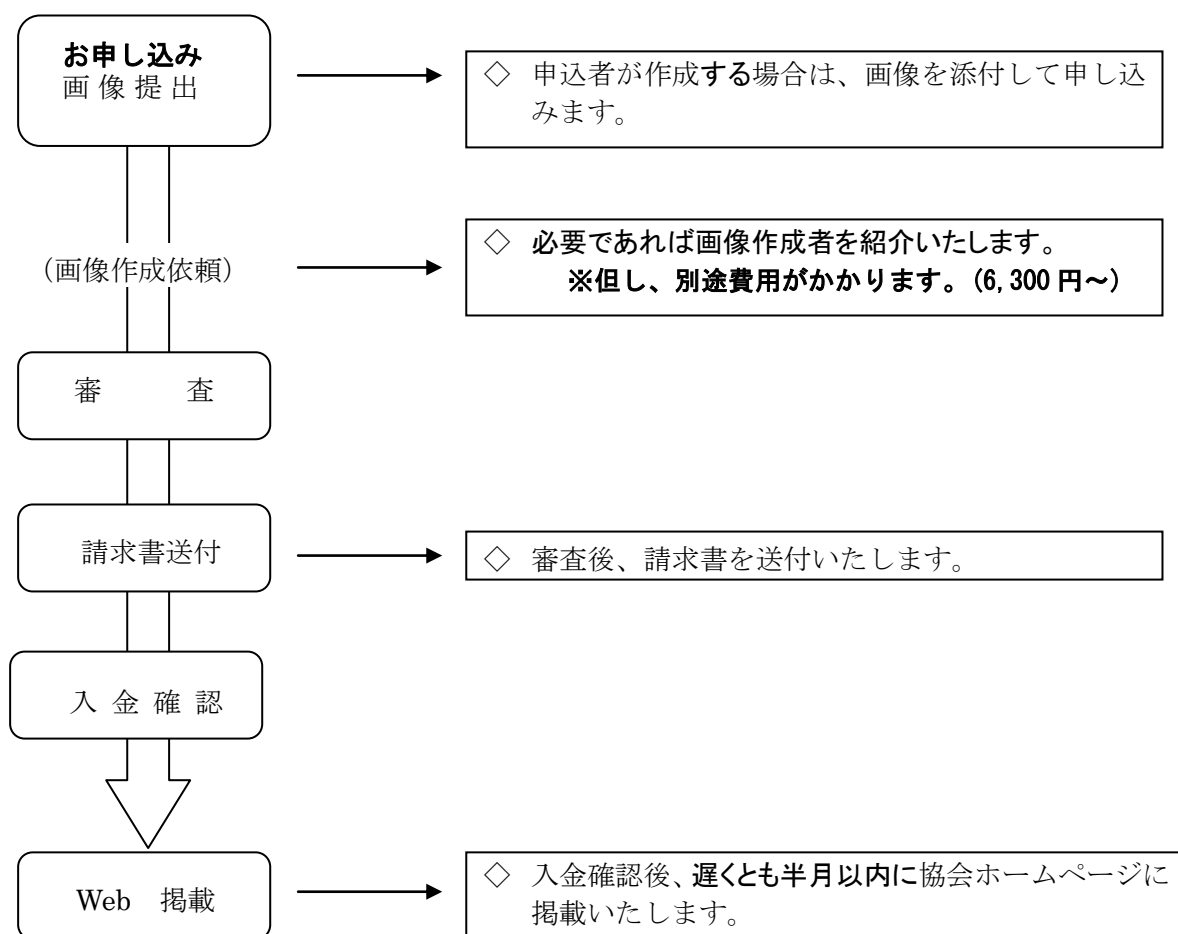 お申し込み
画 像 提 出
◇ 申込者が作成する場合は、画像を添付して申し込
みます。
(画像作成依頼)
◇ 必要であれば画像作成者を紹介いたします。
※但し、別途費用がかかります。(6,300 円～)
審 査
請求書送付
◇ 審査後、請求書を送付いたします。
入 金 確 認
Web 掲載
◇ 入金確認後、遅くとも半月以内に協会ホームページに
掲載いたします。